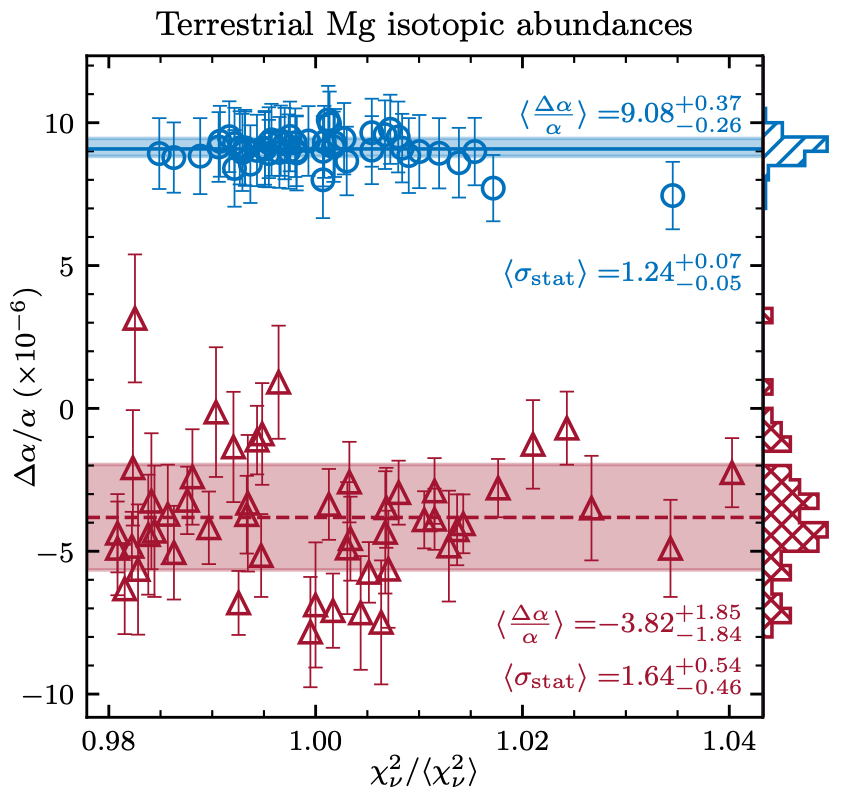 Terrestrial Mg isotopic abundances
10
⟨Δα/α⟩ =9.08 +0.37 −0.26
5
⟨σstat⟩ =1.24 +0.07 −0.05
Δα/α (×10⁻⁶)
0
−5
⟨Δα/α⟩ =−3.82 +1.85 −1.84
⟨σstat⟩ =1.64 +0.54 −0.46
−10
0.98 1.00 1.02 1.04
χ²ᵥ/⟨χ²ᵥ⟩